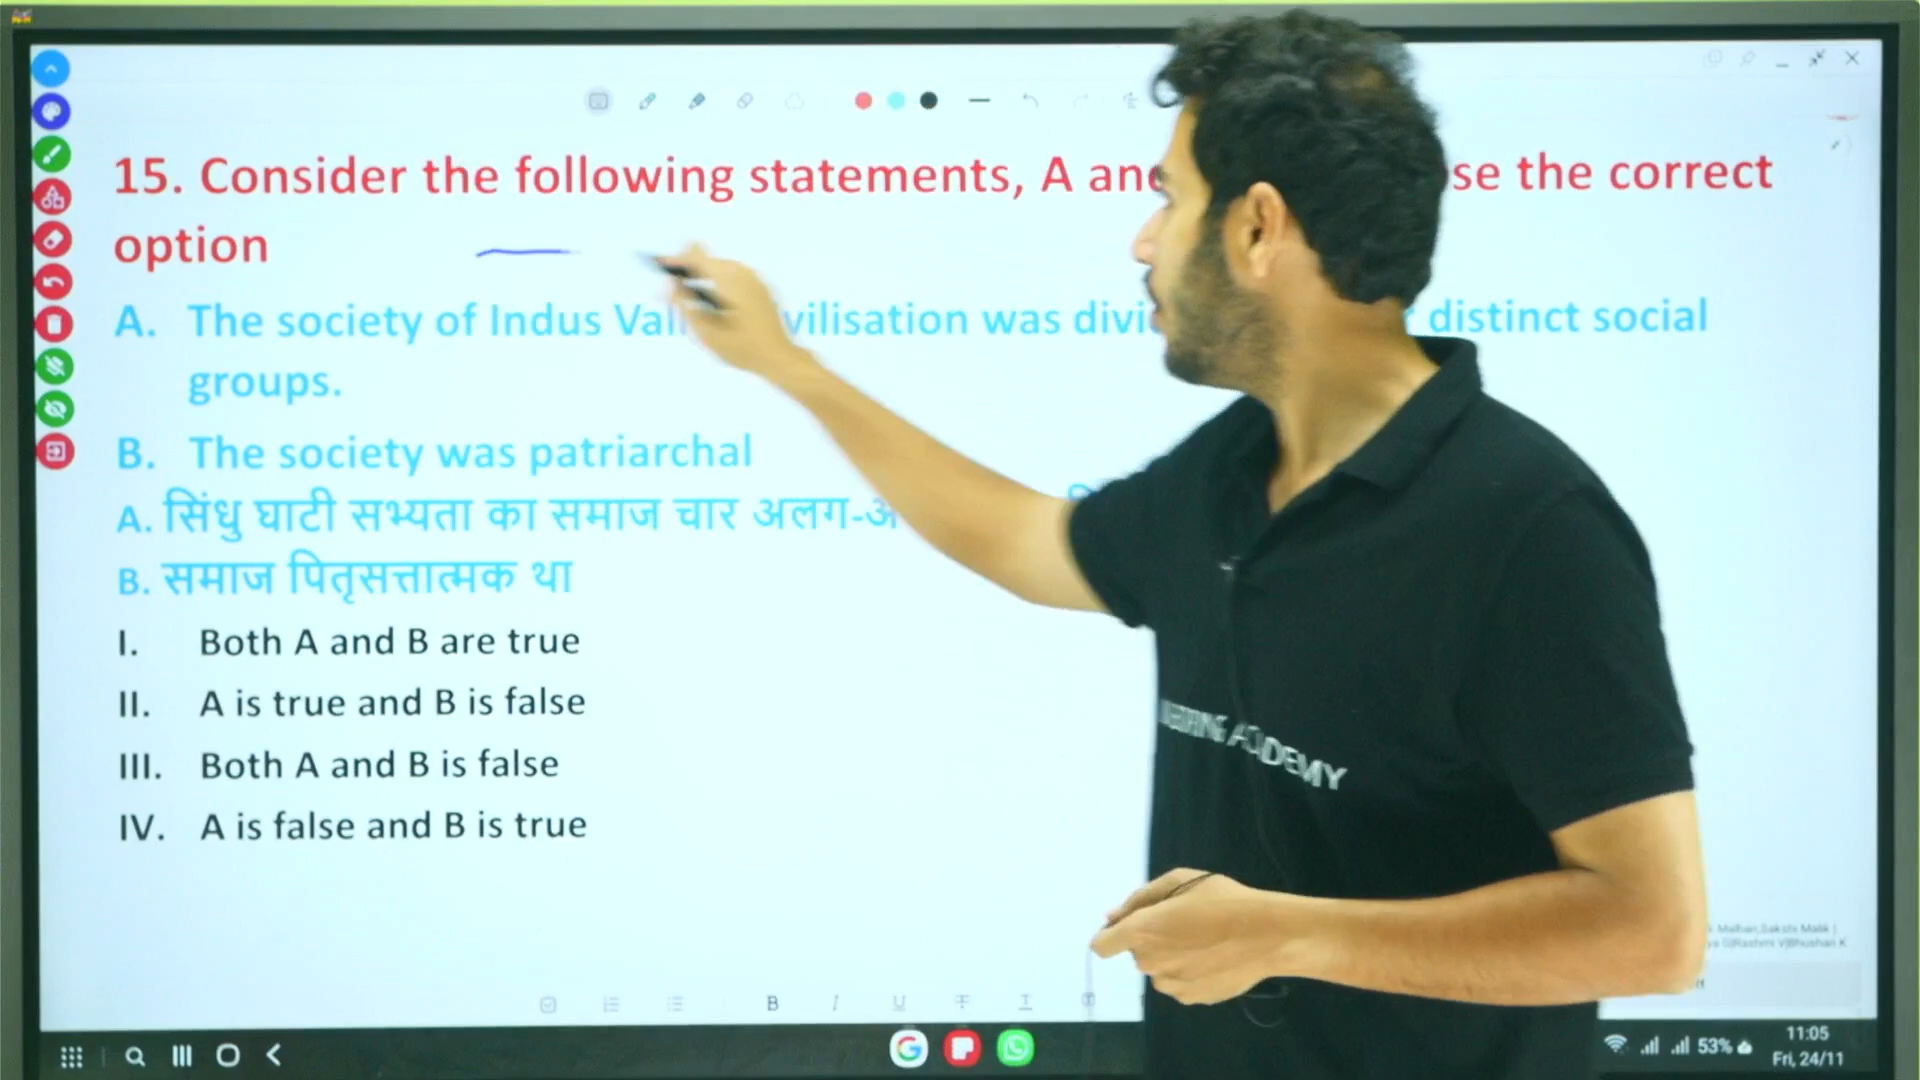 15. Consider the following statements, A and se the correct
option
A. The society of Indus Valley Civilisation was divi distinct social
groups.
B. The society was patriarchal
A. सिंधु घाटी सभ्यता का समाज चार अलग-अ
B. समाज पितृसत्तात्मक था
I. Both A and B are true
II. A is true and B is false
III. Both A and B is false
IV. A is false and B is true
ACADEMY
B I U T T
53%
11:05
Fri, 24/11